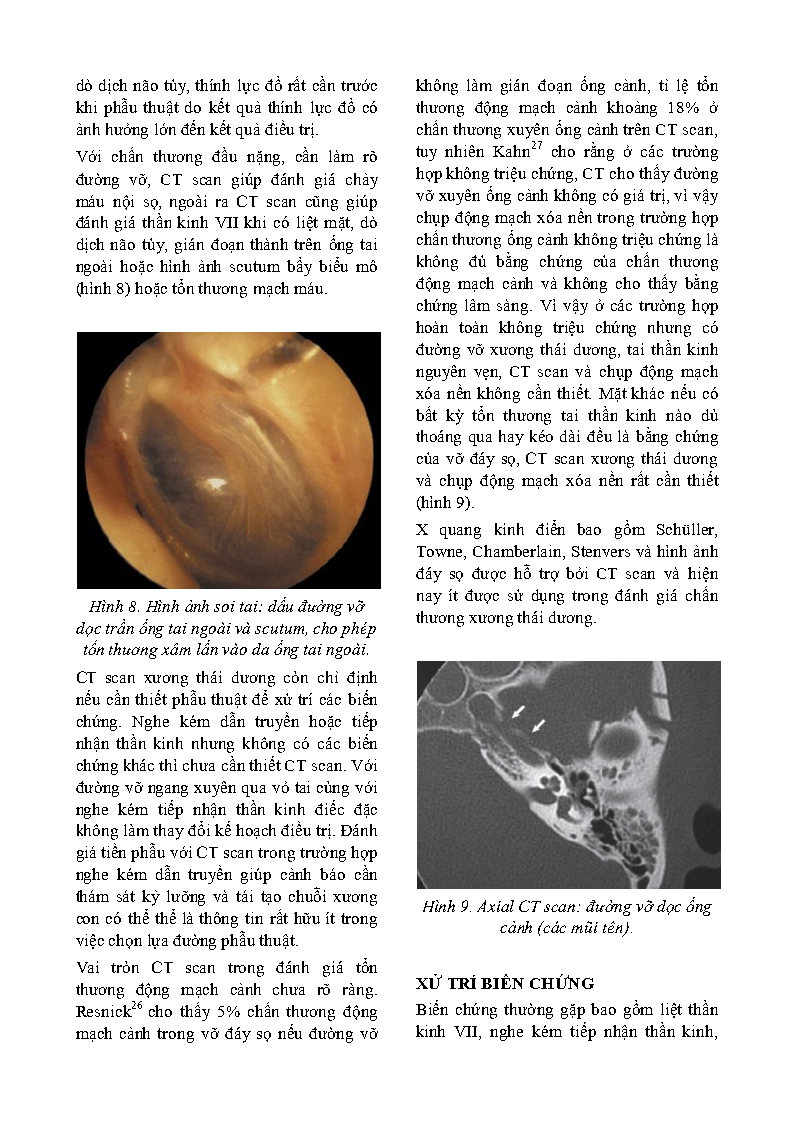 dò dịch não tủy, thính lực đồ rất cần trước
khi phẫu thuật do kết quả thính lực đồ có
ảnh hưởng lớn đến kết quả điều trị.
Với chấn thương đầu nặng, cần làm rõ
đường vỡ, CT scan giúp đánh giá chảy
máu nội sọ, ngoài ra CT scan cũng giúp
đánh giá thần kinh VII khi có liệt mặt, dò
dịch não tủy, gián đoạn thành trên ống tai
ngoài hoặc hình ảnh scutum bẩy biểu mô
(hình 8) hoặc tổn thương mạch máu.
Hình 8. Hình ảnh soi tai: dấu đường vỡ
dọc trần ống tai ngoài và scutum, cho phép
tổn thương xâm lấn vào da ống tai ngoài.
CT scan xương thái dương còn chỉ định
nếu cần thiết phẫu thuật để xử trí các biến
chứng. Nghe kém dẫn truyền hoặc tiếp
nhận thần kinh nhưng không có các biến
chứng khác thì chưa cần thiết CT scan. Với
đường vỡ ngang xuyên qua vỏ tai cùng với
nghe kém tiếp nhận thần kinh điếc đặc
không làm thay đổi kế hoạch điều trị. Đánh
giá tiền phẫu với CT scan trong trường hợp
nghe kém dẫn truyền giúp cảnh báo cần
thám sát kỹ lưỡng và tái tạo chuỗi xương
con có thể thể là thông tin rất hữu ít trong
việc chọn lựa đường phẫu thuật.
Vai trò CT scan trong đánh giá tổn
thương động mạch cảnh chưa rõ ràng.
Resnick26 cho thấy 5% chấn thương động
mạch cảnh trong vỡ đáy sọ nếu đường vỡ
không làm gián đoạn ống cảnh, tỉ lệ tổn
thương động mạch cảnh khoảng 18% ở
chấn thương xuyên ống cảnh trên CT scan,
tuy nhiên Kahn27 cho rằng ở các trường
hợp không triệu chứng, CT cho thấy đường
vỡ xuyên ống cảnh không có giá trị, vì vậy
chụp động mạch xóa nền trong trường hợp
chấn thương ống cảnh không triệu chứng là
không đủ bằng chứng của chấn thương
động mạch cảnh và không cho thấy bằng
chứng lâm sàng. Vì vậy ở các trường hợp
hoàn toàn không triệu chứng nhưng có
đường vỡ xương thái dương, tai thần kinh
nguyên vẹn, CT scan và chụp động mạch
xóa nền không cần thiết. Mặt khác nếu có
bất kỳ tổn thương tai thần kinh nào dù
thoáng qua hay kéo dài đều là bằng chứng
của vỡ đáy sọ, CT scan xương thái dương
và chụp động mạch xóa nền rất cần thiết
(hình 9).
X quang kinh điển bao gồm Schüller,
Towne, Chamberlain, Stenvers và hình ảnh
đáy sọ được hỗ trợ bởi CT scan và hiện
nay ít được sử dụng trong đánh giá chấn
thương xương thái dương.
Hình 9. Axial CT scan: đường vỡ dọc ống
cảnh (các mũi tên).
XỬ TRÍ BIẾN CHỨNG
Biến chứng thường gặp bao gồm liệt thần
kinh VII, nghe kém tiếp nhận thần kinh,